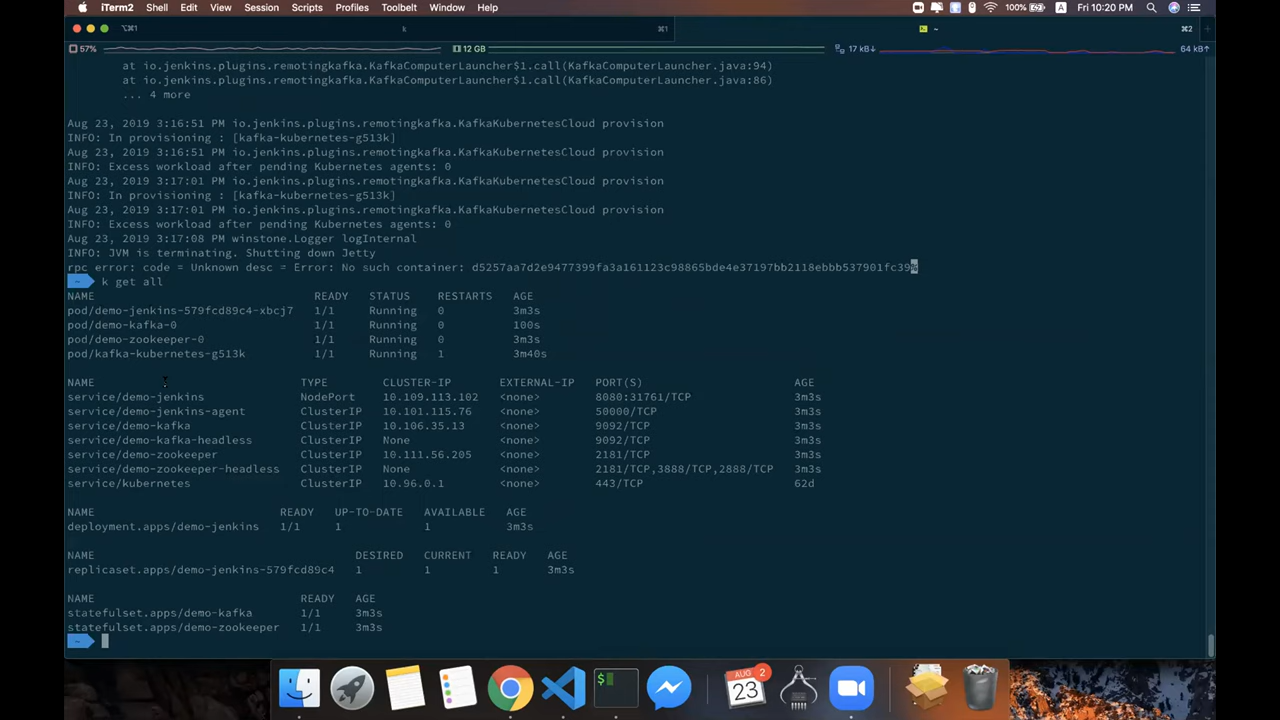 iTerm2 Shell Edit View Session Scripts Profiles Toolbelt Window Help 100% A Fri 10:20 PM
⌥⌘1 k ⌘1 ~ ⌘2
57% 12 GB 17 kB↓ 64 kB↑
at io.jenkins.plugins.remotingkafka.KafkaComputerLauncher$1.call(KafkaComputerLauncher.java:94)
at io.jenkins.plugins.remotingkafka.KafkaComputerLauncher$1.call(KafkaComputerLauncher.java:86)
... 4 more
Aug 23, 2019 3:16:51 PM io.jenkins.plugins.remotingkafka.KafkaKubernetesCloud provision
INFO: In provisioning : [kafka-kubernetes-g513k]
Aug 23, 2019 3:16:51 PM io.jenkins.plugins.remotingkafka.KafkaKubernetesCloud provision
INFO: Excess workload after pending Kubernetes agents: 0
Aug 23, 2019 3:17:01 PM io.jenkins.plugins.remotingkafka.KafkaKubernetesCloud provision
INFO: In provisioning : [kafka-kubernetes-g513k]
Aug 23, 2019 3:17:01 PM io.jenkins.plugins.remotingkafka.KafkaKubernetesCloud provision
INFO: Excess workload after pending Kubernetes agents: 0
Aug 23, 2019 3:17:08 PM winstone.Logger logInternal
INFO: JVM is terminating. Shutting down Jetty
rpc error: code = Unknown desc = Error: No such container: d5257aa7d2e9477399fa3a161123c98865bde4e37197bb2118ebbb537901fc39%
~ k get all
NAME READY STATUS RESTARTS AGE
pod/demo-jenkins-579fcd89c4-xbcj7 1/1 Running 0 3m3s
pod/demo-kafka-0 1/1 Running 0 100s
pod/demo-zookeeper-0 1/1 Running 0 3m3s
pod/kafka-kubernetes-g513k 1/1 Running 1 3m40s
NAME TYPE CLUSTER-IP EXTERNAL-IP PORT(S) AGE
service/demo-jenkins NodePort 10.109.113.102 <none> 8080:31761/TCP 3m3s
service/demo-jenkins-agent ClusterIP 10.101.115.76 <none> 50000/TCP 3m3s
service/demo-kafka ClusterIP 10.106.35.13 <none> 9092/TCP 3m3s
service/demo-kafka-headless ClusterIP None <none> 9092/TCP 3m3s
service/demo-zookeeper ClusterIP 10.111.56.205 <none> 2181/TCP 3m3s
service/demo-zookeeper-headless ClusterIP None <none> 2181/TCP,3888/TCP,2888/TCP 3m3s
service/kubernetes ClusterIP 10.96.0.1 <none> 443/TCP 62d
NAME READY UP-TO-DATE AVAILABLE AGE
deployment.apps/demo-jenkins 1/1 1 1 3m3s
NAME DESIRED CURRENT READY AGE
replicaset.apps/demo-jenkins-579fcd89c4 1 1 1 3m3s
NAME READY AGE
statefulset.apps/demo-kafka 1/1 3m3s
statefulset.apps/demo-zookeeper 1/1 3m3s
~
$
AUG 2
23